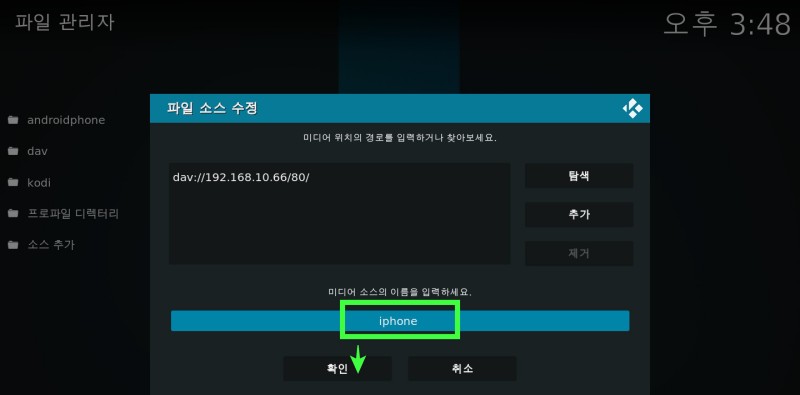 파일 관리자
오후 3:48
androidphone
dav
kodi
프로파일 디렉터리
소스 추가
파일 소스 수정
미디어 위치의 경로를 입력하거나 찾아보세요.
dav://192.168.10.66/80/
탐색
추가
제거
미디어 소스의 이름을 입력하세요.
iphone
확인
취소